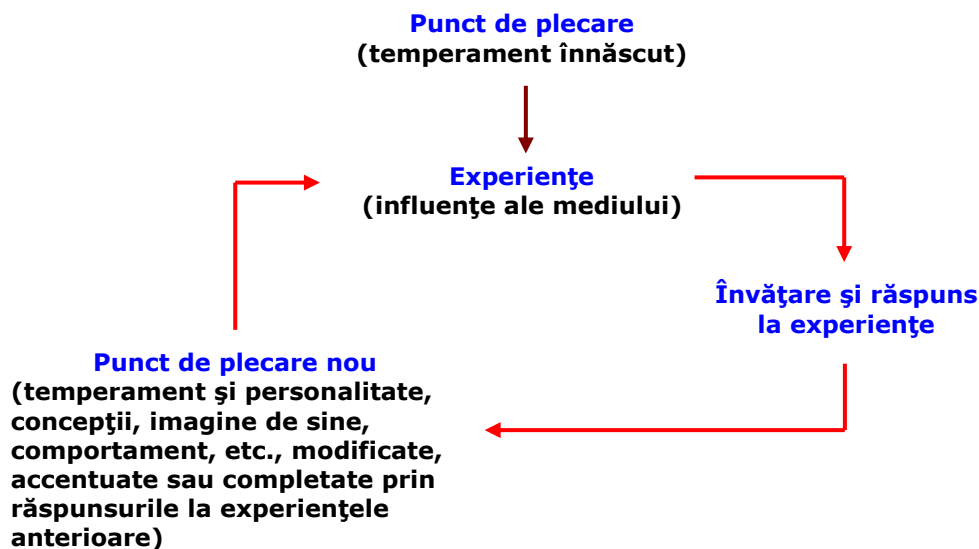 Punct de plecare
(temperament înnăscut)
Experienţe
(influenţe ale mediului)
Învăţare şi răspuns
la experienţe
Punct de plecare nou
(temperament şi personalitate,
concepţii, imagine de sine,
comportament, etc., modificate,
accentuate sau completate prin
răspunsurile la experienţele
anterioare)